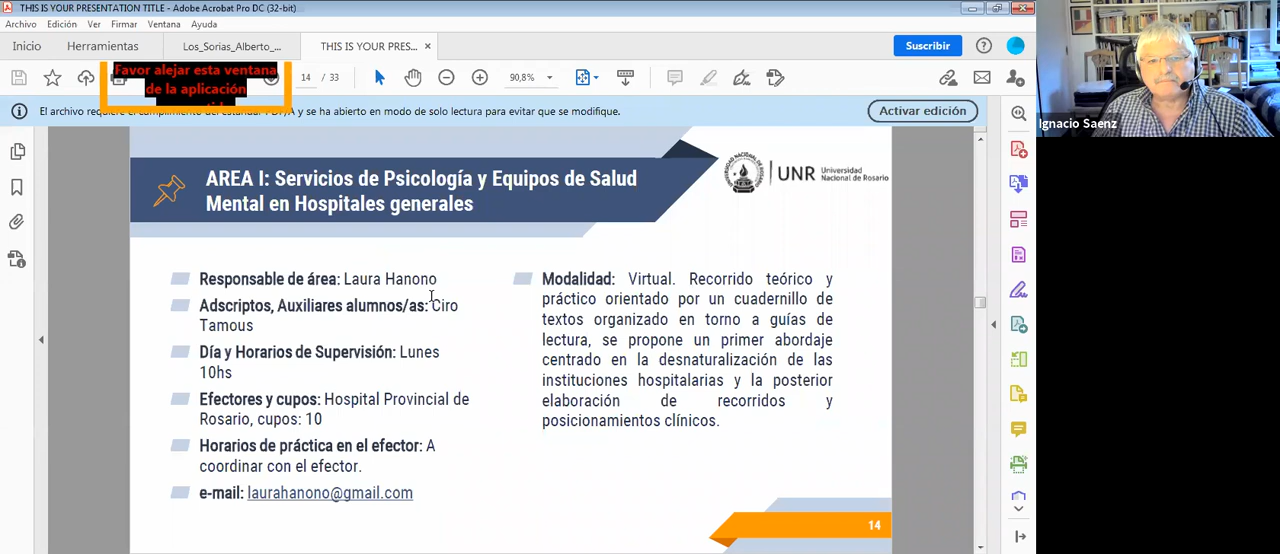 THIS IS YOUR PRESENTATION TITLE - Adobe Acrobat Pro DC (32-bit)
Archivo Edición Ver Firmar Ventana Ayuda
Inicio Herramientas Los_Sorias_Alberto_... THIS IS YOUR PRES... × Suscribir
Favor alejar esta ventana
de la aplicación
14 / 33 90,8%
El archivo requiere el cumplimiento del estándar PDF/A y se ha abierto en modo de solo lectura para evitar que se modifique. Activar edición
Ignacio Saenz
AREA I: Servicios de Psicología y Equipos de Salud
Mental en Hospitales generales
UNIVERSIDAD NACIONAL DE ROSARIO
UNR Universidad
Nacional de Rosario
Responsable de área: Laura Hanono
Adscriptos, Auxiliares alumnos/as: Ciro
Tamous
Día y Horarios de Supervisión: Lunes
10hs
Efectores y cupos: Hospital Provincial de
Rosario, cupos: 10
Horarios de práctica en el efector: A
coordinar con el efector.
e-mail: laurahanono@gmail.com
Modalidad: Virtual. Recorrido teórico y
práctico orientado por un cuadernillo de
textos organizado en torno a guías de
lectura, se propone un primer abordaje
centrado en la desnaturalización de las
instituciones hospitalarias y la posterior
elaboración de recorridos y
posicionamientos clínicos.
14